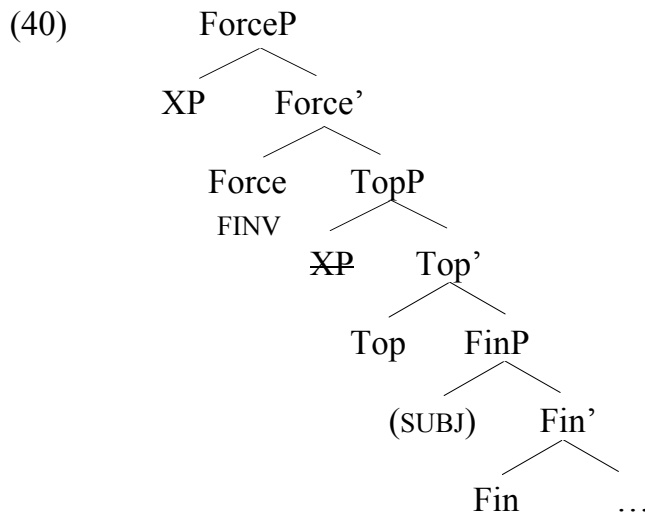 (40) ForceP
XP Force’
Force TopP
FINV
XP Top’
Top FinP
(SUBJ) Fin’
Fin …